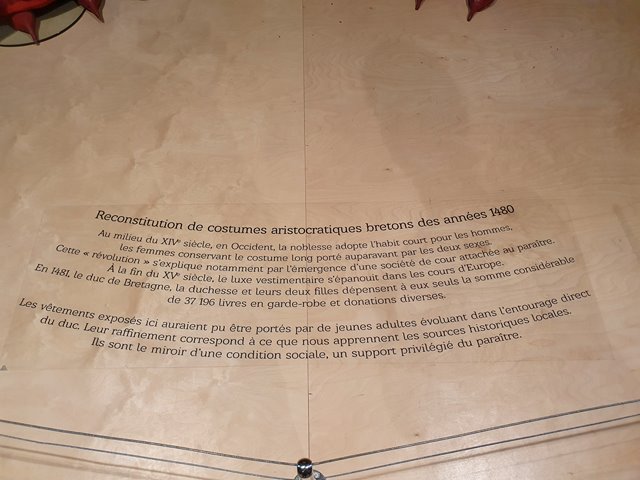 Reconstitution de costumes aristocratiques bretons des années 1480
Au milieu du XIVᵉ siècle, en Occident, la noblesse adopte l'habit court pour les hommes,
les femmes conservant le costume long porté auparavant par les deux sexes.
Cette « révolution » s'explique notamment par l'émergence d'une société de cour attachée au paraître.
À la fin du XVᵉ siècle, le luxe vestimentaire s'épanouit dans les cours d'Europe.
En 1481, le duc de Bretagne, la duchesse et leurs deux filles dépensent à eux seuls la somme considérable
de 37 196 livres en garde-robe et donations diverses.
Les vêtements exposés ici auraient pu être portés par de jeunes adultes évoluant dans l'entourage direct
du duc. Leur raffinement correspond à ce que nous apprennent les sources historiques locales.
Ils sont le miroir d'une condition sociale, un support privilégié du paraître.